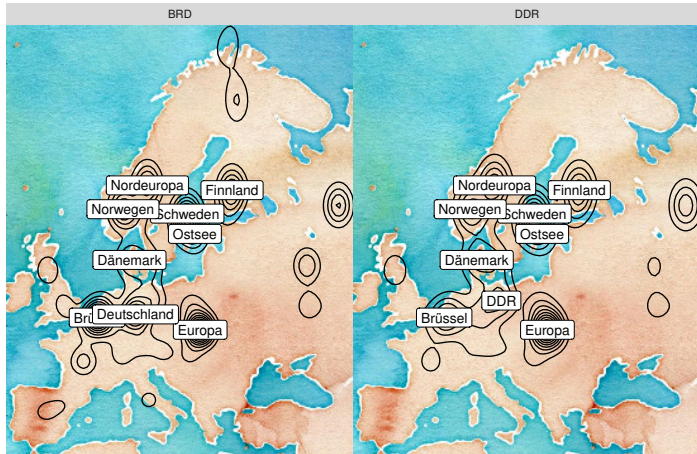 BRD
DDR
Nordeuropa
Finnland
Norwegen
Schweden
Ostsee
Dänemark
Deutschland
Europa
Nordeuropa
Finnland
Norwegen
Schweden
Ostsee
Dänemark
DDR
Brüssel
Europa